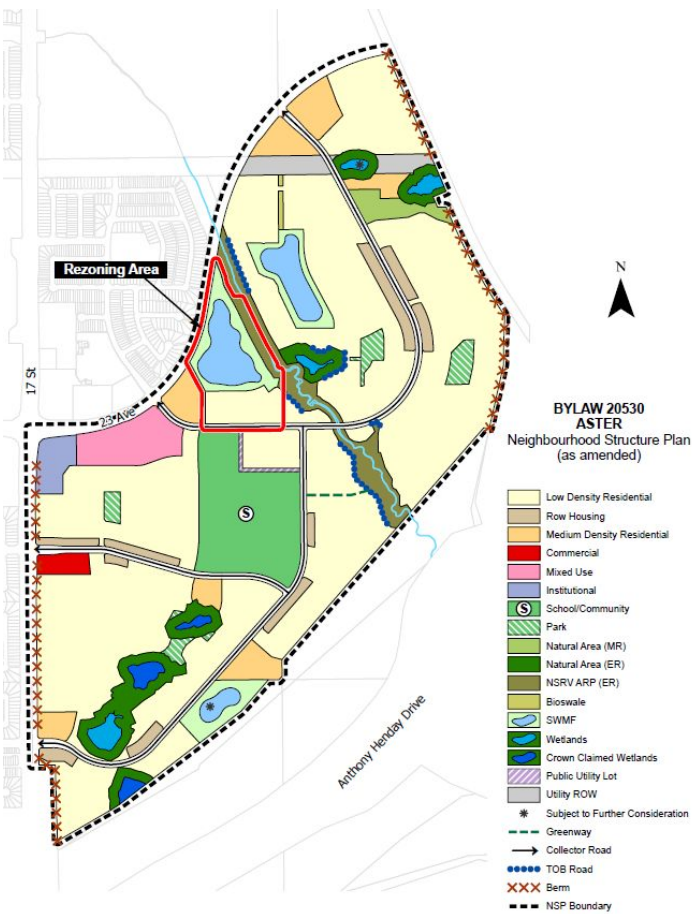 Rezoning Area
N
17 St
23 Ave
BYLAW 20530
ASTER
Neighbourhood Structure Plan
(as amended)
S
Anthony Henday Drive
Low Density Residential
Row Housing
Medium Density Residential
Commercial
Mixed Use
Institutional
S School/Community
Park
Natural Area (MR)
Natural Area (ER)
NSRV ARP (ER)
Bioswale
SWMF
Wetlands
Crown Claimed Wetlands
Public Utility Lot
Utility ROW
Subject to Further Consideration
Greenway
Collector Road
TOB Road
Berm
NSP Boundary